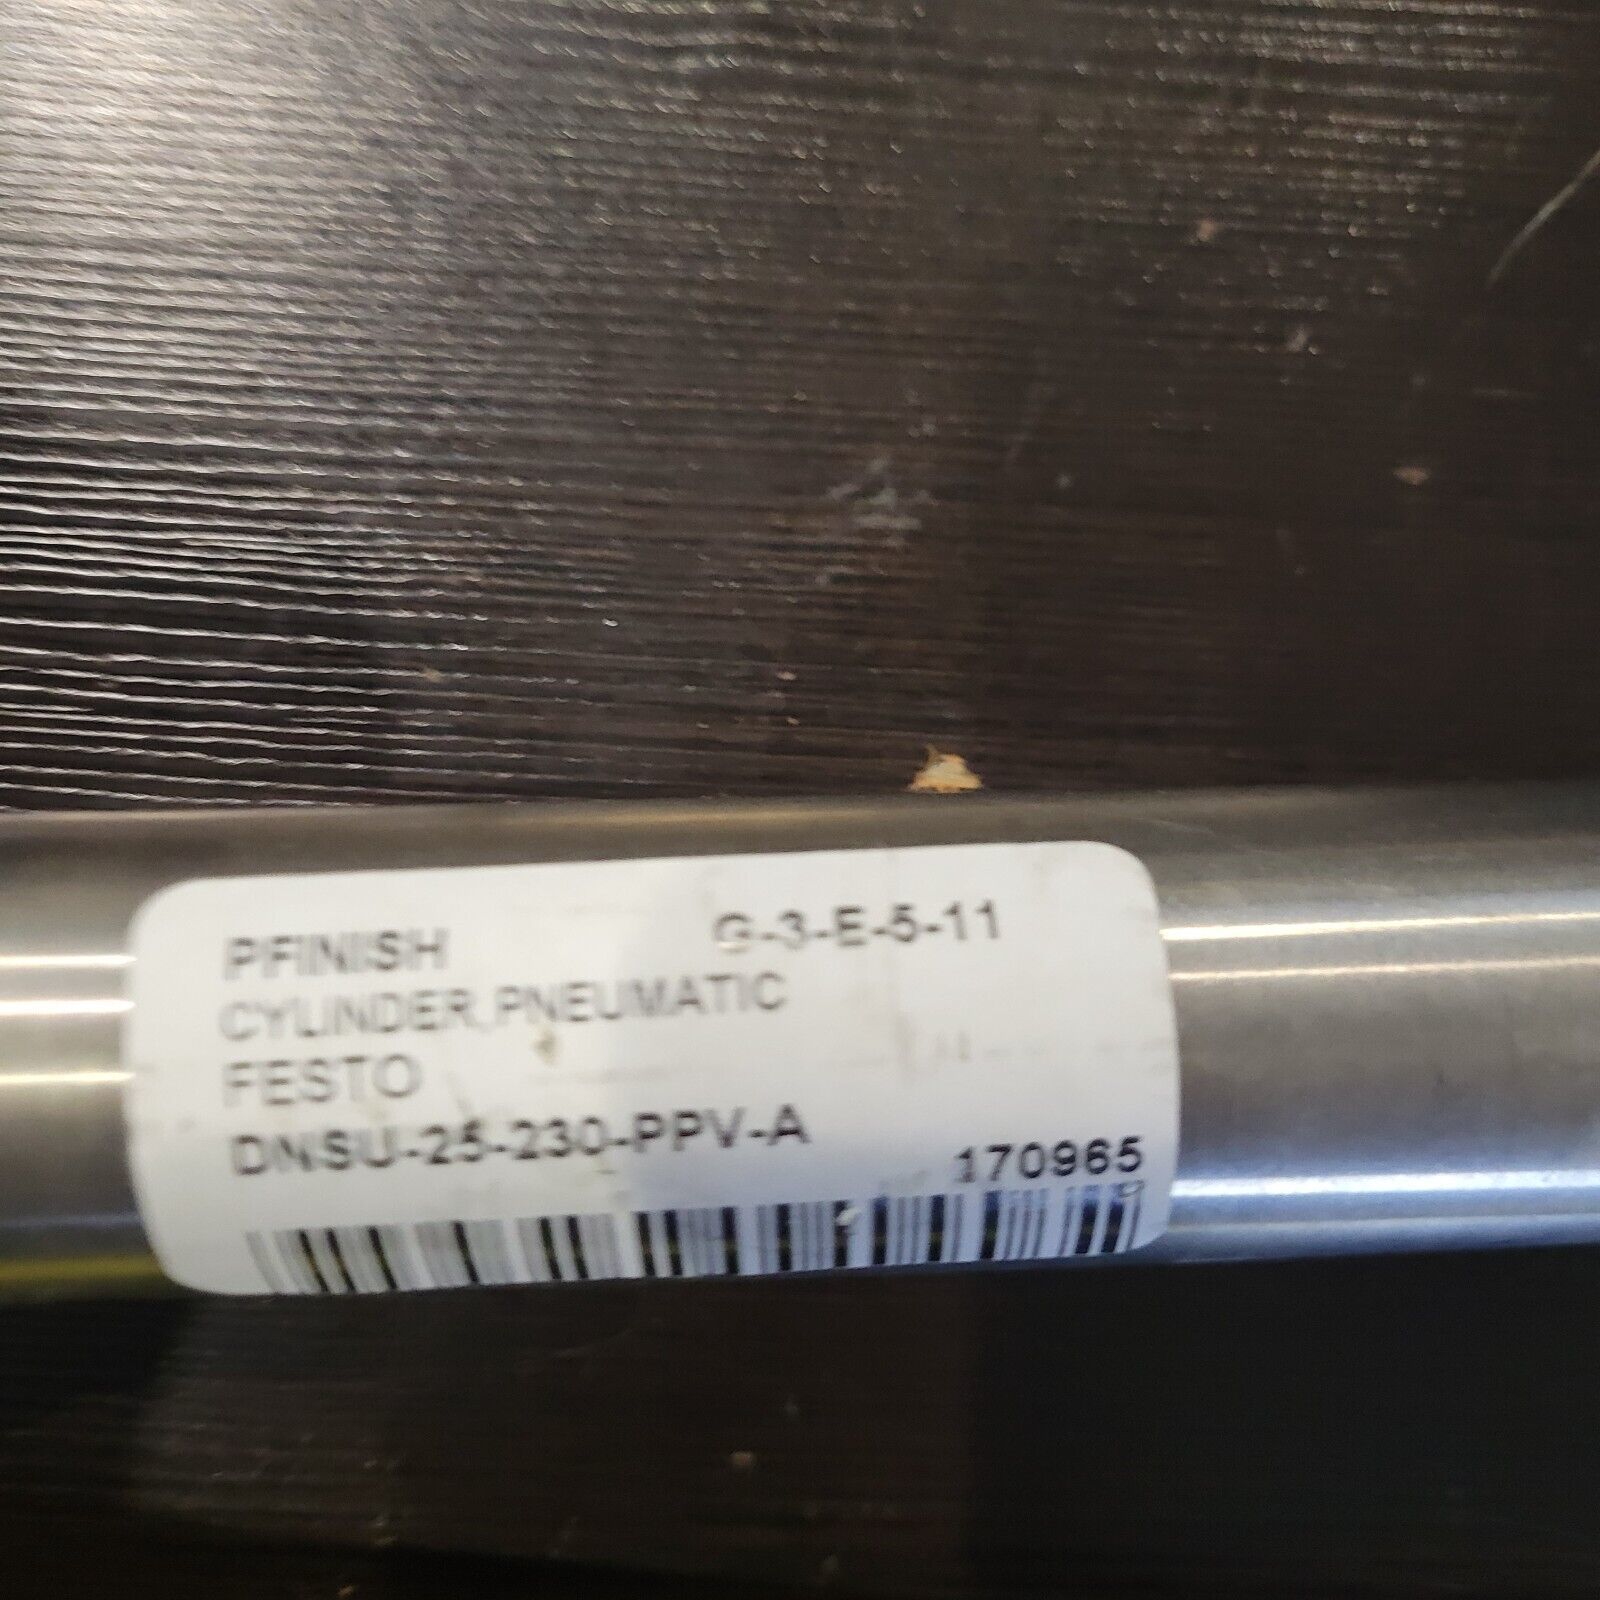 PFINISH G-3-E-5-11
CYLINDER, PNEUMATIC
FESTO
DNSU-25-230-PPV-A
170965